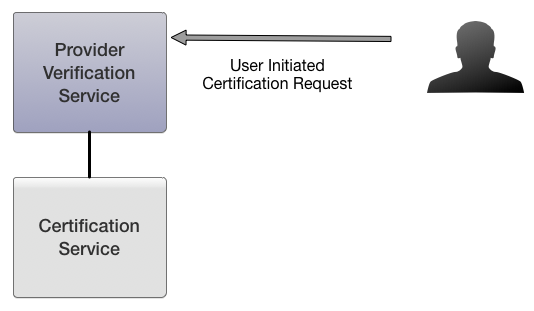 Provider
Verification
Service
User Initiated
Certification Request
Certification
Service